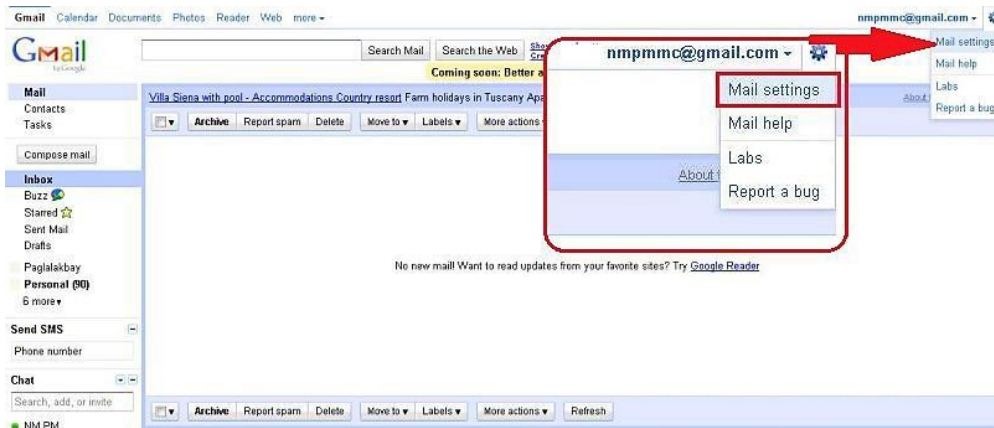 Gmail Calendar Documents Photos Reader Web more
nmpmmc@gmail.com
Gmail
by Google
Search Mail Search the Web
Coming soon: Better a
Mail settings
Mail help
Labs
Report a bug
nmpmmc@gmail.com
Mail settings
Mail help
Labs
Report a bug
About
Mail
Contacts
Tasks
Compose mail
Inbox
Buzz
Starred
Sent Mail
Drafts
Paglalakbay
Personal (90)
6 more
Send SMS
Phone number
Chat
Search, add, or invite
NM PM
Villa Siena with pool - Accommodations Country resort Farm holidays in Tuscany Apa
About
Archive Report spam Delete Move to Labels More actions
No new mail! Want to read updates from your favorite sites? Try Google Reader
Archive Report spam Delete Move to Labels More actions Refresh